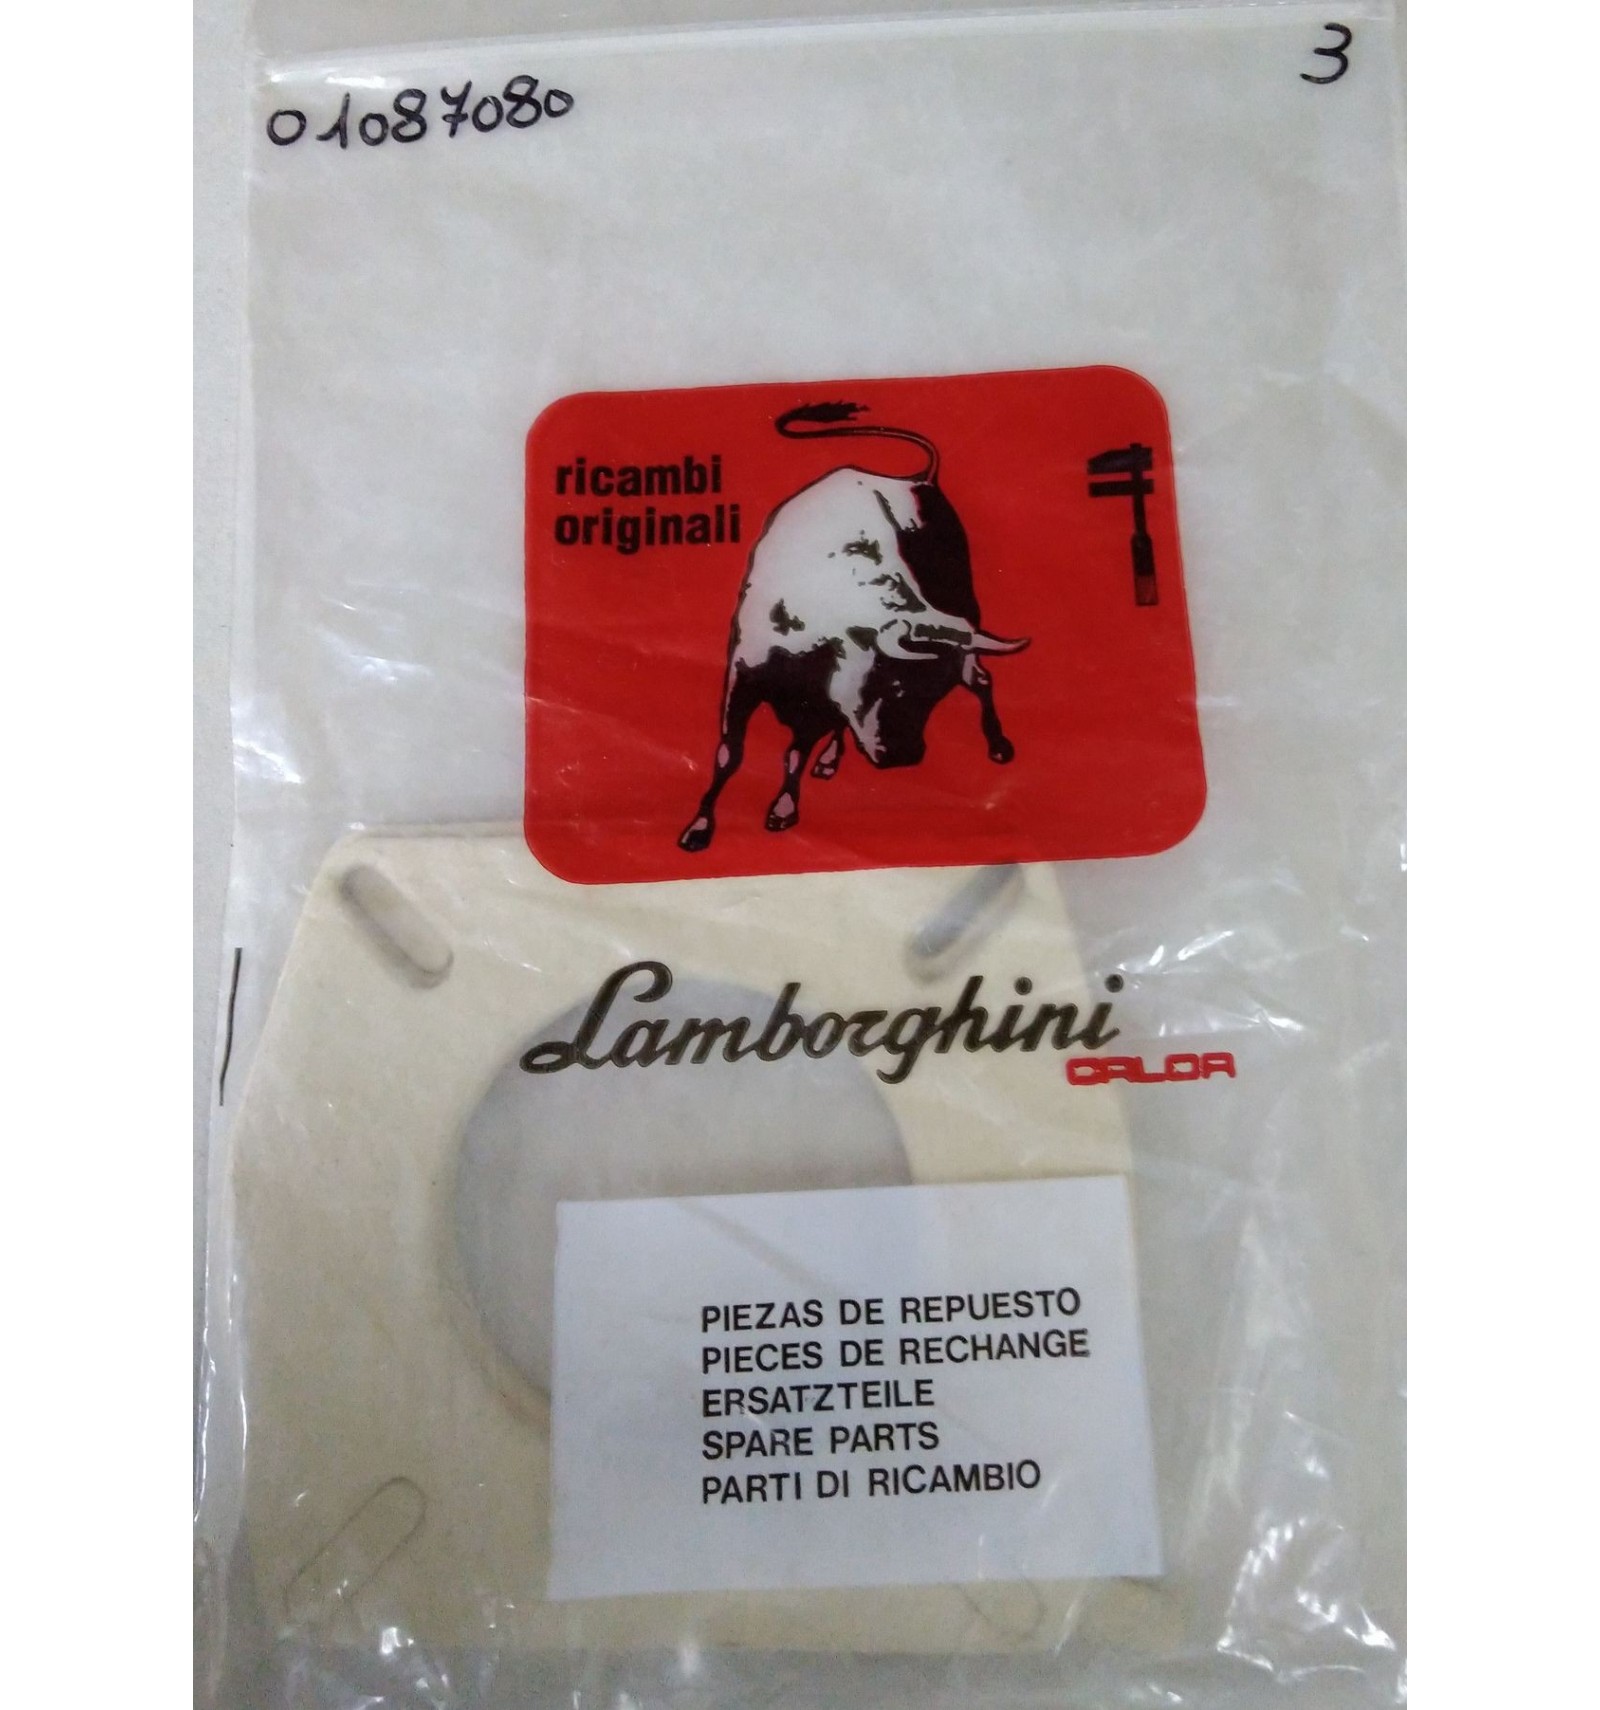 01087080
3
ricambi
originali
Lamborghini
CALOR
PIEZAS DE REPUESTO
PIECES DE RECHANGE
ERSATZTEILE
SPARE PARTS
PARTI DI RICAMBIO